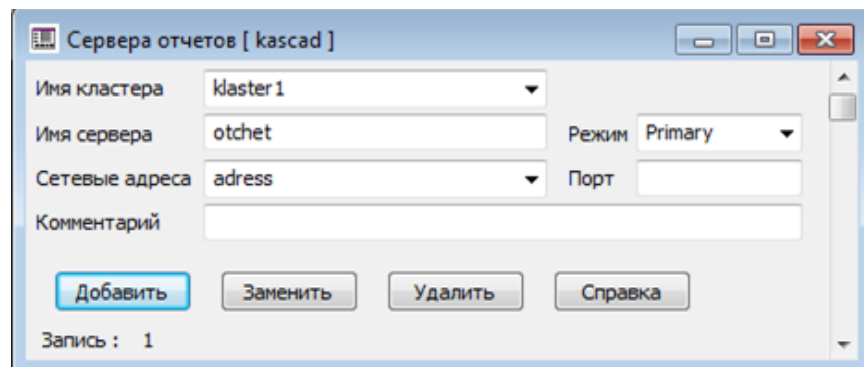 Сервера отчетов [ kascad ]
Имя кластера klaster1
Имя сервера otchet Режим Primary
Сетевые адреса adress Порт
Комментарий
Добавить Заменить Удалить Справка
Запись : 1